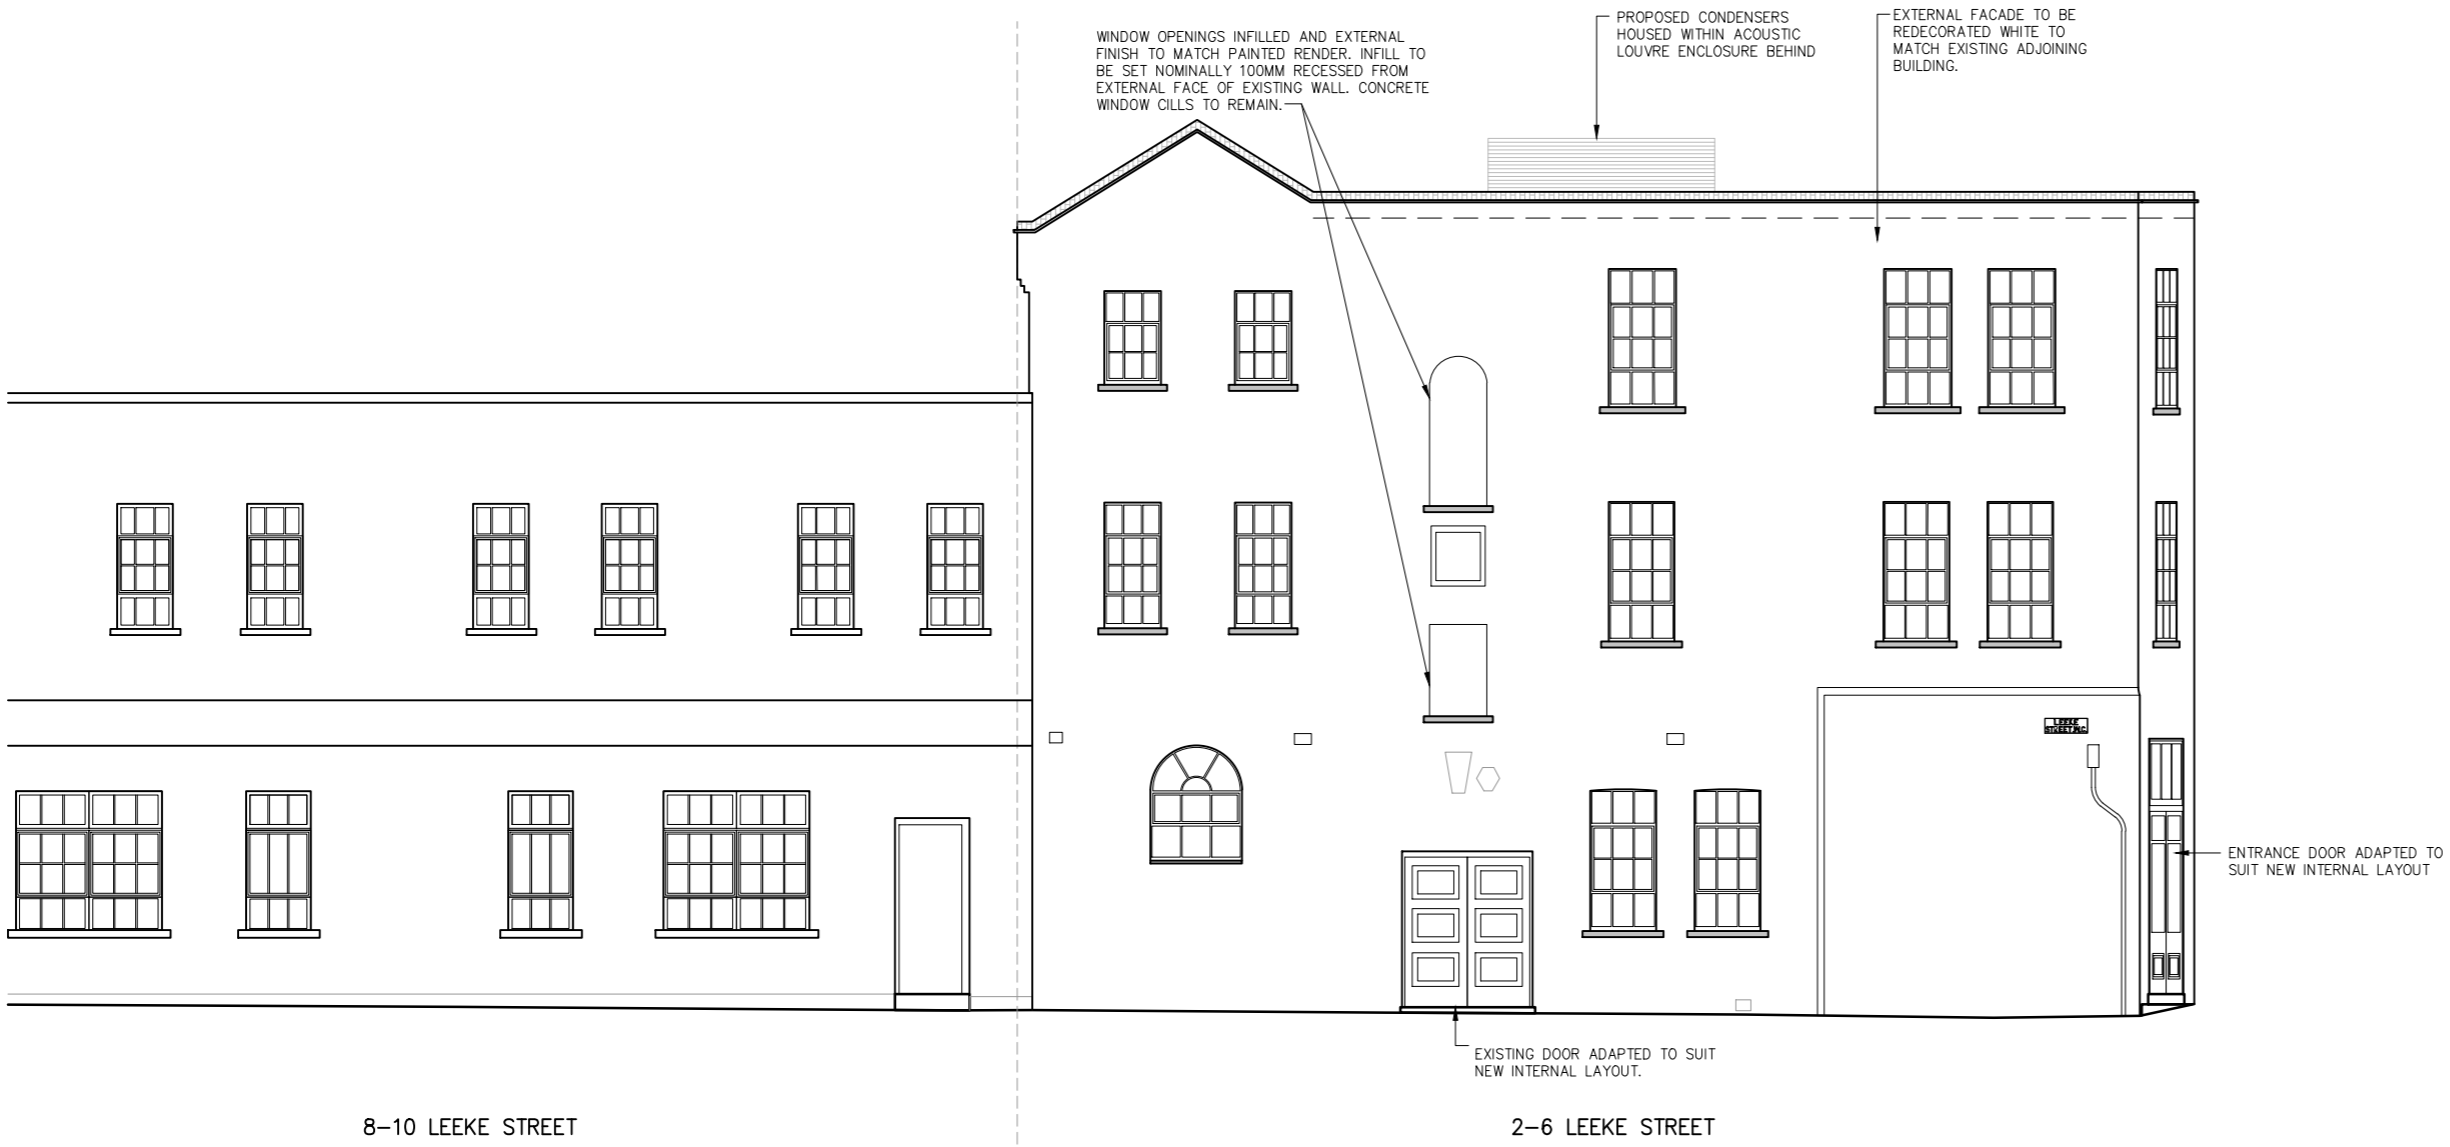 WINDOW OPENINGS INFILLED AND EXTERNAL
FINISH TO MATCH PAINTED RENDER. INFILL TO
BE SET NOMINALLY 100MM RECESSED FROM
EXTERNAL FACE OF EXISTING WALL. CONCRETE
WINDOW CILLS TO REMAIN.
PROPOSED CONDENSERS
HOUSED WITHIN ACOUSTIC
LOUVRE ENCLOSURE BEHIND
EXTERNAL FACADE TO BE
REDECORATED WHITE TO
MATCH EXISTING ADJOINING
BUILDING.
LEEKE
STREET W.C.
ENTRANCE DOOR ADAPTED TO
SUIT NEW INTERNAL LAYOUT
EXISTING DOOR ADAPTED TO SUIT
NEW INTERNAL LAYOUT.
8-10 LEEKE STREET
2-6 LEEKE STREET